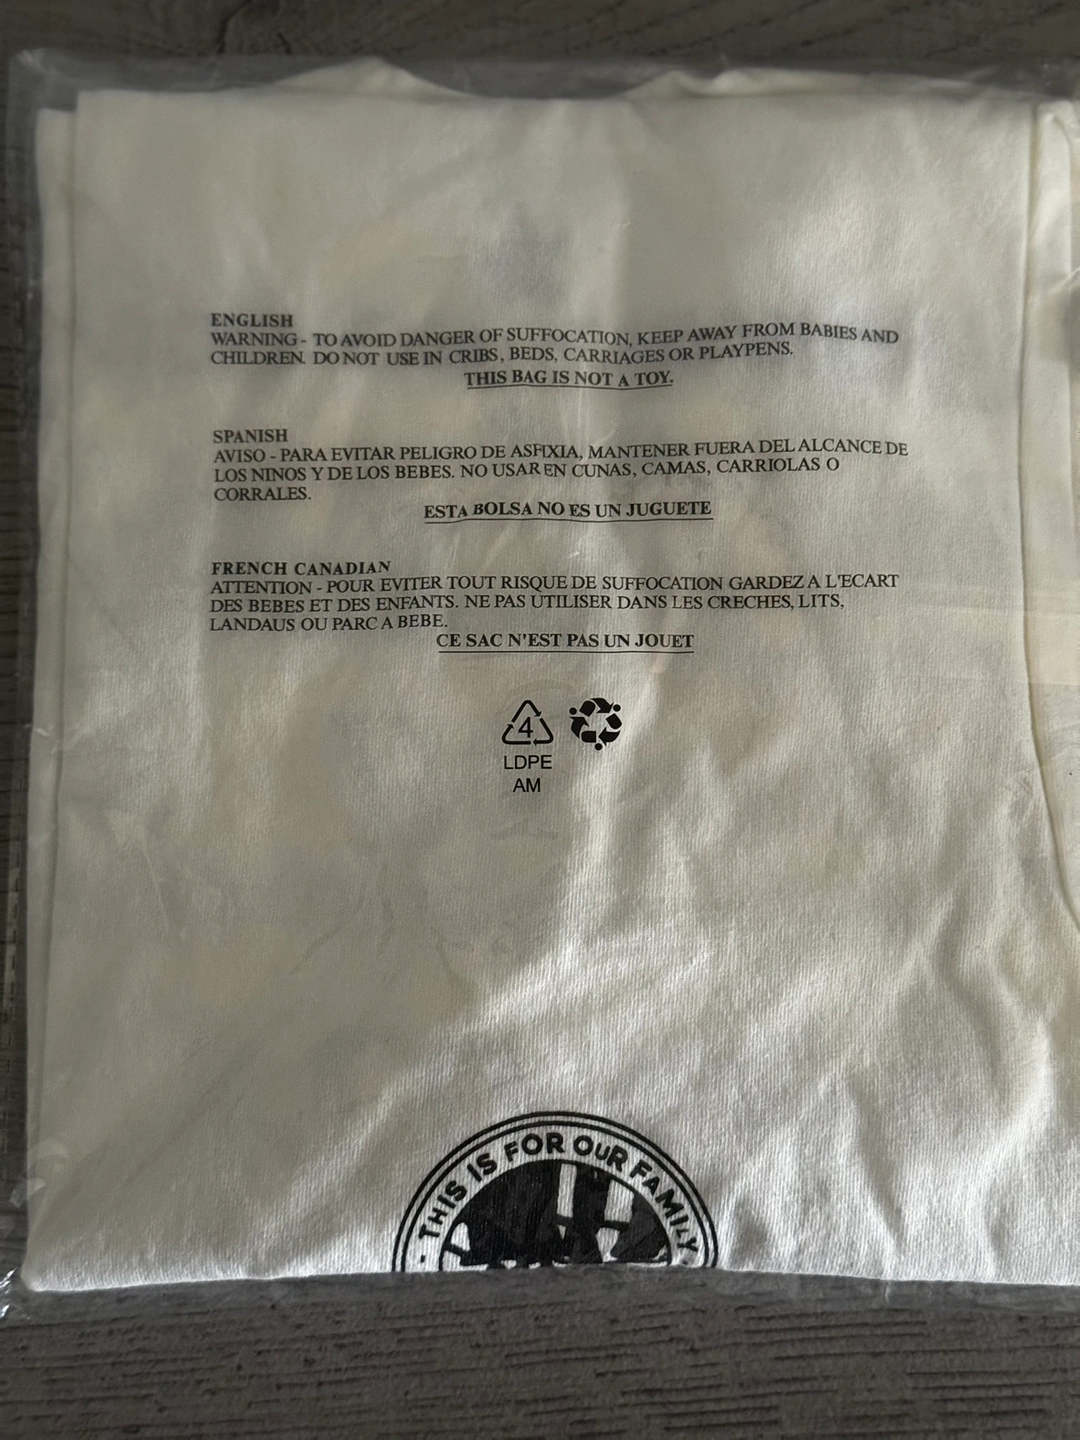 ENGLISH
WARNING - TO AVOID DANGER OF SUFFOCATION, KEEP AWAY FROM BABIES AND
CHILDREN. DO NOT USE IN CRIBS, BEDS, CARRIAGES OR PLAYPENS.
THIS BAG IS NOT A TOY.
SPANISH
AVISO - PARA EVITAR PELIGRO DE ASFIXIA, MANTENER FUERA DEL ALCANCE DE
LOS NINOS Y DE LOS BEBES. NO USAR EN CUNAS, CAMAS, CARRIOLAS O
CORRALES.
ESTA BOLSA NO ES UN JUGUETE
FRENCH CANADIAN
ATTENTION - POUR EVITER TOUT RISQUE DE SUFFOCATION GARDEZ A L'ECART
DES BEBES ET DES ENFANTS. NE PAS UTILISER DANS LES CRECHES, LITS,
LANDAUS OU PARC A BEBE.
CE SAC N'EST PAS UN JOUET
4
LDPE
AM
· THIS IS FOR OUR FAMILY ·